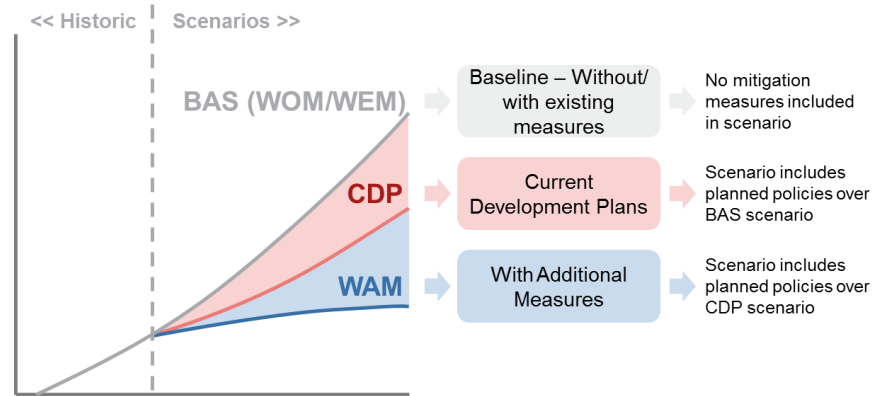 << Historic
Scenarios >>
BAS (WOM/WEM)
Baseline – Without/
with existing
measures
No mitigation
measures included
in scenario
CDP
Current
Development Plans
Scenario includes
planned policies over
BAS scenario
WAM
With Additional
Measures
Scenario includes
planned policies over
CDP scenario